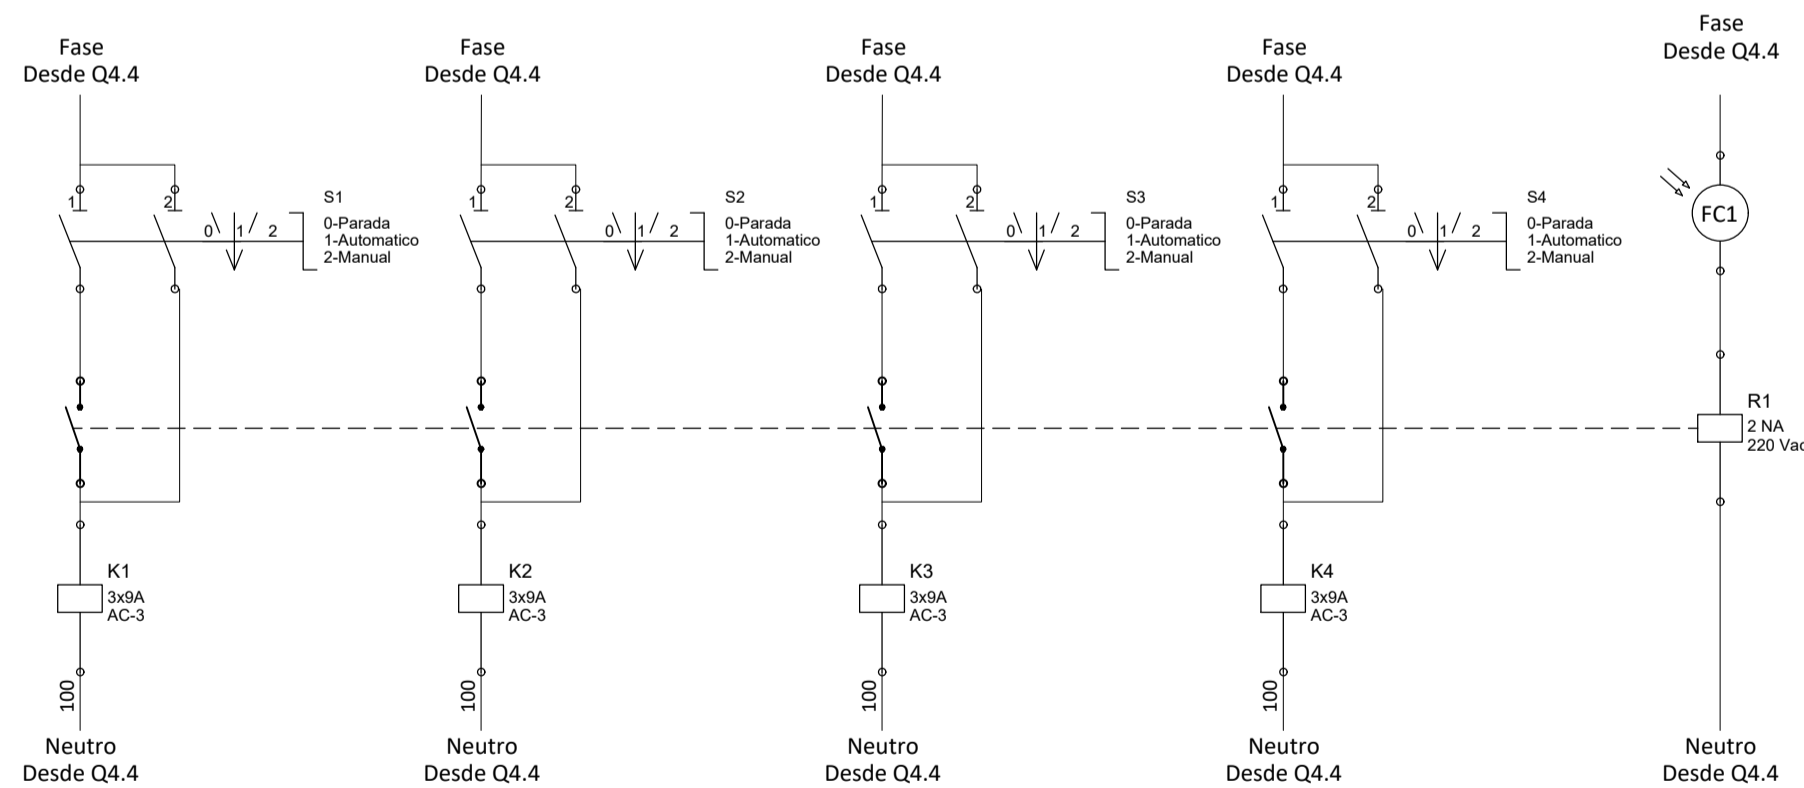 Fase
Desde Q4.4
Fase
Desde Q4.4
Fase
Desde Q4.4
Fase
Desde Q4.4
Fase
Desde Q4.4
1
2
0
1
2
S1
0-Parada
1-Automatico
2-Manual
1
2
0
1
2
S2
0-Parada
1-Automatico
2-Manual
1
2
0
1
2
S3
0-Parada
1-Automatico
2-Manual
1
2
0
1
2
S4
0-Parada
1-Automatico
2-Manual
FC1
R1
2 NA
220 Vac
K1
3x9A
AC-3
K2
3x9A
AC-3
K3
3x9A
AC-3
K4
3x9A
AC-3
100
100
100
100
Neutro
Desde Q4.4
Neutro
Desde Q4.4
Neutro
Desde Q4.4
Neutro
Desde Q4.4
Neutro
Desde Q4.4